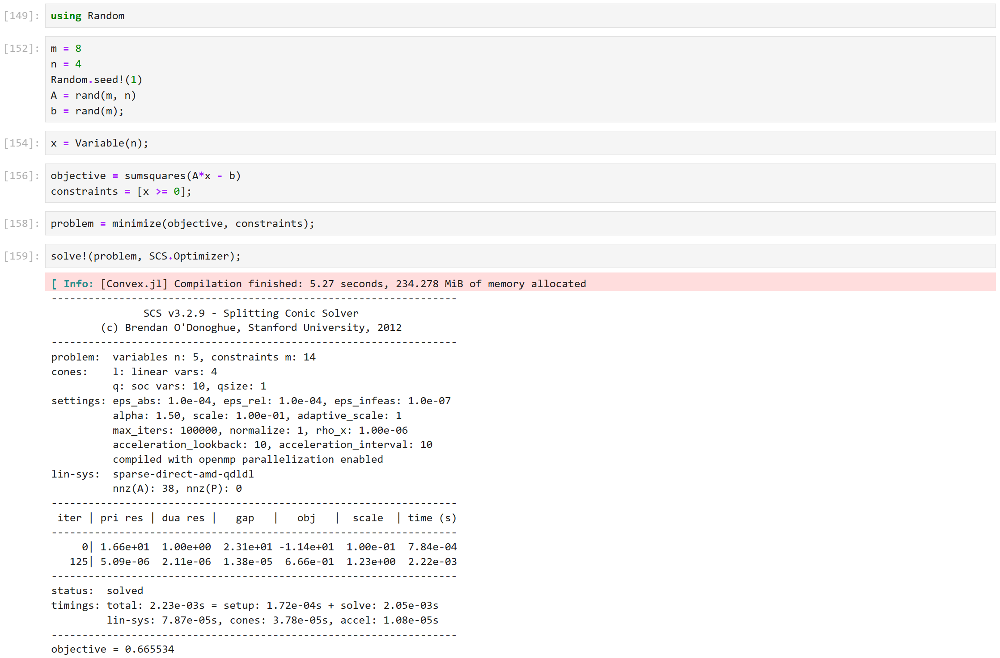 [149]: using Random
[152]: m = 8
n = 4
Random.seed!(1)
A = rand(m, n)
b = rand(m);
[154]: x = Variable(n);
[156]: objective = sumsquares(A*x - b)
constraints = [x >= 0];
[158]: problem = minimize(objective, constraints);
[159]: solve!(problem, SCS.Optimizer);
[ Info: [Convex.jl] Compilation finished: 5.27 seconds, 234.278 MiB of memory allocated
------------------------------------------------------------------
               SCS v3.2.9 - Splitting Conic Solver
        (c) Brendan O'Donoghue, Stanford University, 2012
------------------------------------------------------------------
problem:  variables n: 5, constraints m: 14
cones:    l: linear vars: 4
          q: soc vars: 10, qsize: 1
settings: eps_abs: 1.0e-04, eps_rel: 1.0e-04, eps_infeas: 1.0e-07
          alpha: 1.50, scale: 1.00e-01, adaptive_scale: 1
          max_iters: 100000, normalize: 1, rho_x: 1.00e-06
          acceleration_lookback: 10, acceleration_interval: 10
          compiled with openmp parallelization enabled
lin-sys:  sparse-direct-amd-qdldl
          nnz(A): 38, nnz(P): 0
------------------------------------------------------------------
 iter | pri res | dua res |   gap   |   obj   |  scale  | time (s)
------------------------------------------------------------------
     0| 1.66e+01  1.00e+00  2.31e+01 -1.14e+01  1.00e-01  7.84e-04
   125| 5.09e-06  2.11e-06  1.38e-05  6.66e-01  1.23e+00  2.22e-03
------------------------------------------------------------------
status:  solved
timings: total: 2.23e-03s = setup: 1.72e-04s + solve: 2.05e-03s
         lin-sys: 7.87e-05s, cones: 3.78e-05s, accel: 1.08e-05s
------------------------------------------------------------------
objective = 0.665534